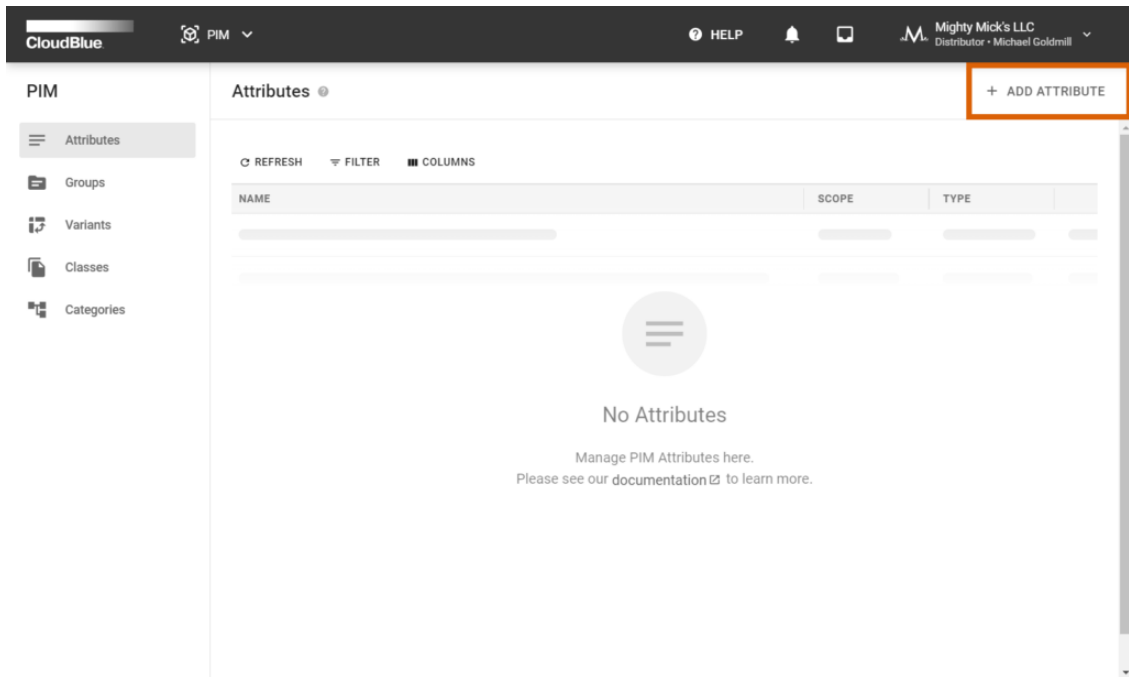 CloudBlue
PIM
HELP
Mighty Mick's LLC
Distributor • Michael Goldmill
PIM
Attributes
+ ADD ATTRIBUTE
Attributes
Groups
Variants
Classes
Categories
REFRESH FILTER COLUMNS
NAME SCOPE TYPE
No Attributes
Manage PIM Attributes here.
Please see our documentation to learn more.